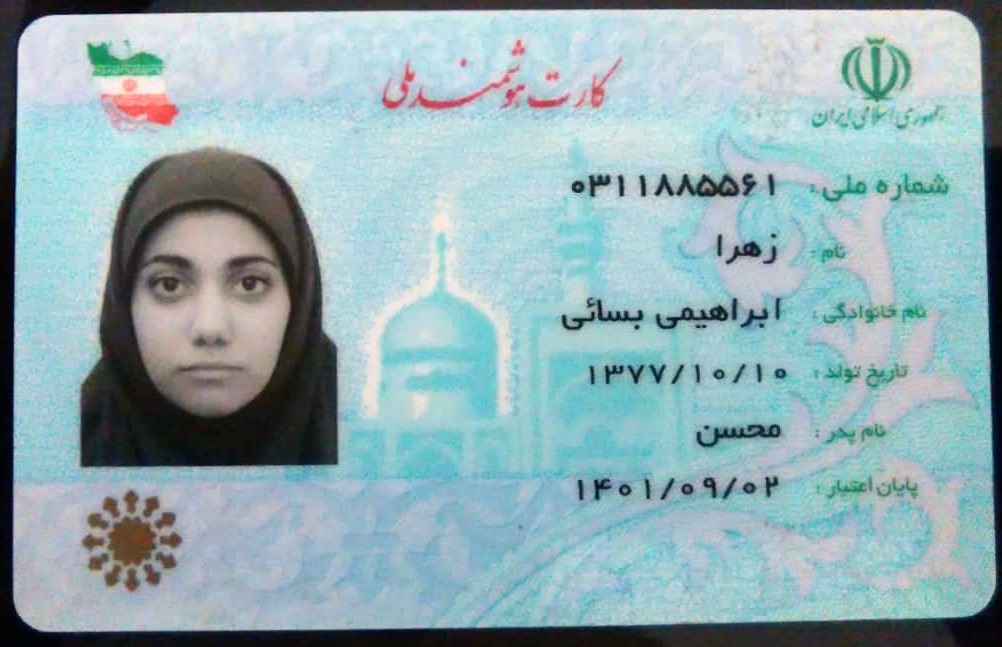 کارت هوشمند ملی
جمهوری اسلامی ایران
شماره ملی: ۰۳۱۱۸۸۵۵۶۱
نام: زهرا
نام خانوادگی: ابراهیمی بسائی
تاریخ تولد: ۱۳۷۷/۱۰/۱۰
نام پدر: محسن
پایان اعتبار: ۱۴۰۱/۰۹/۰۲